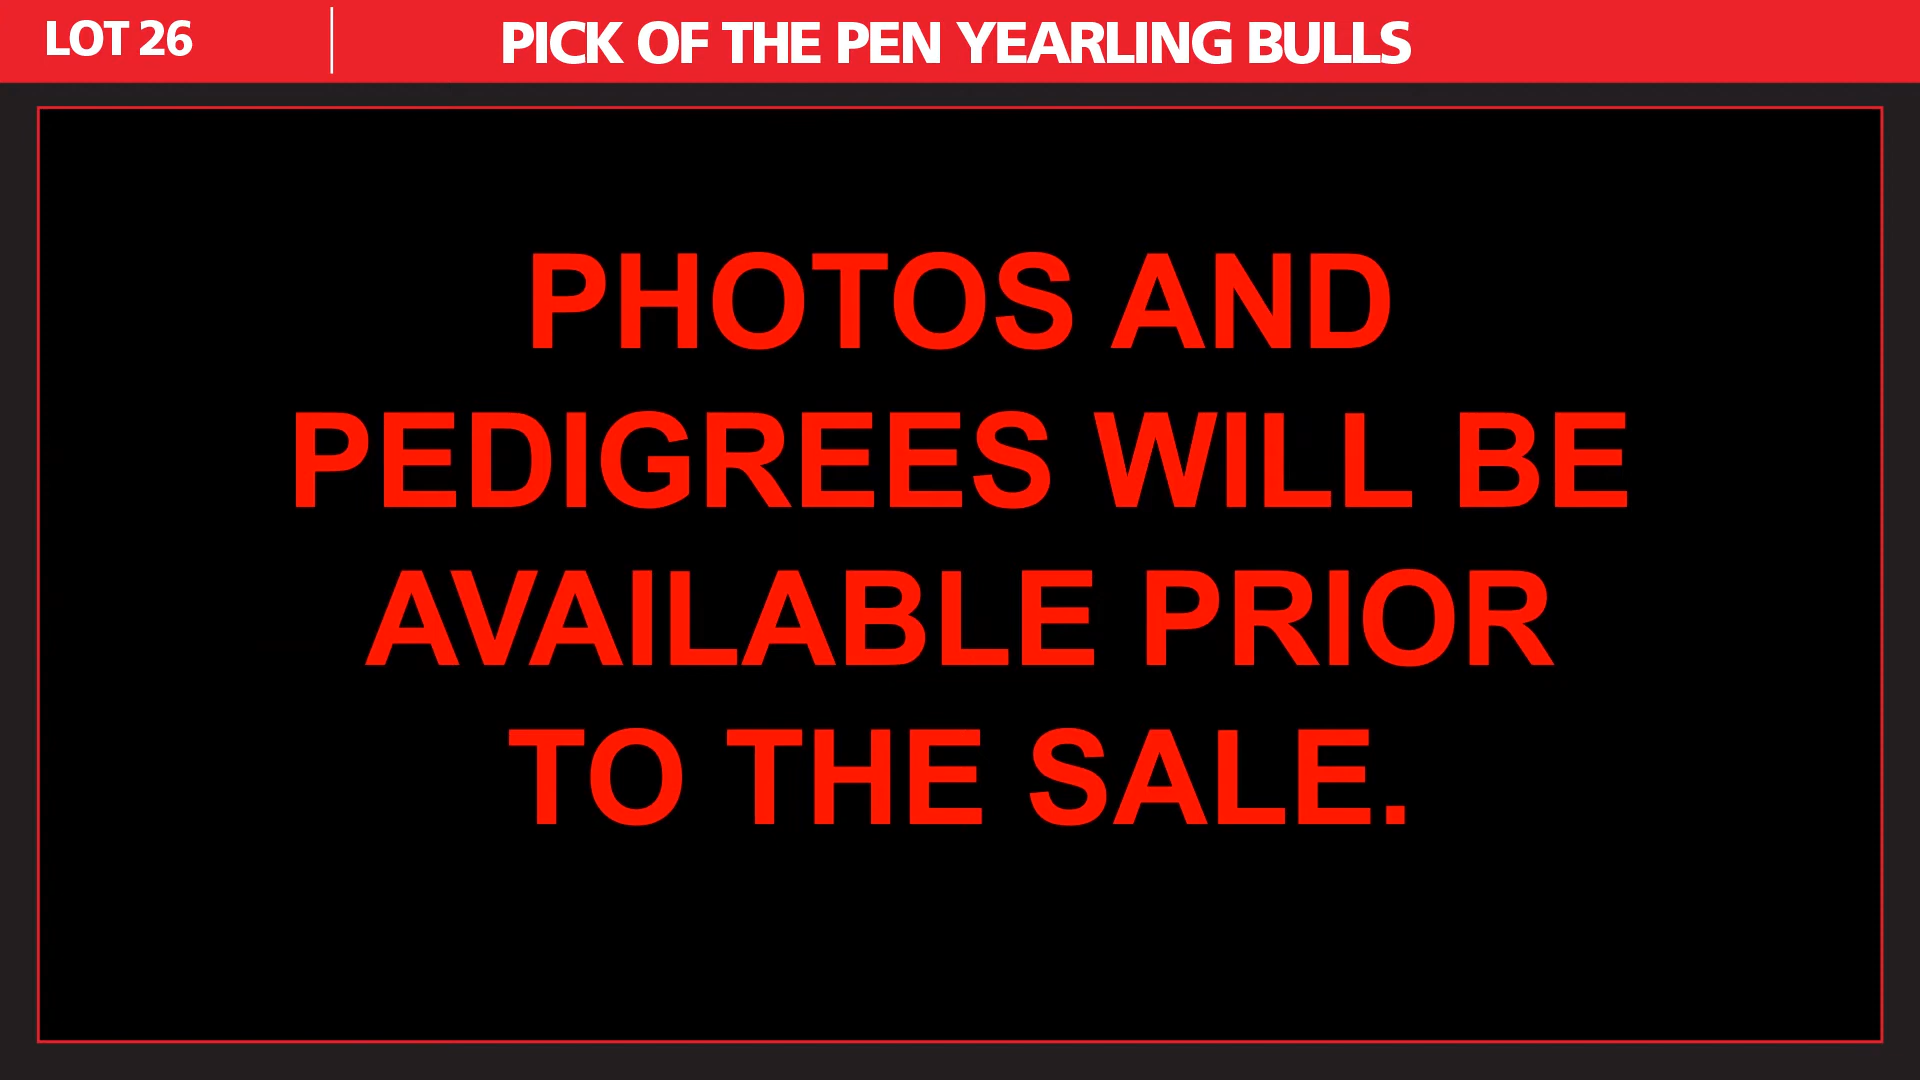 LOT 26
PICK OF THE PEN YEARLING BULLS
PHOTOS AND
PEDIGREES WILL BE
AVAILABLE PRIOR
TO THE SALE.